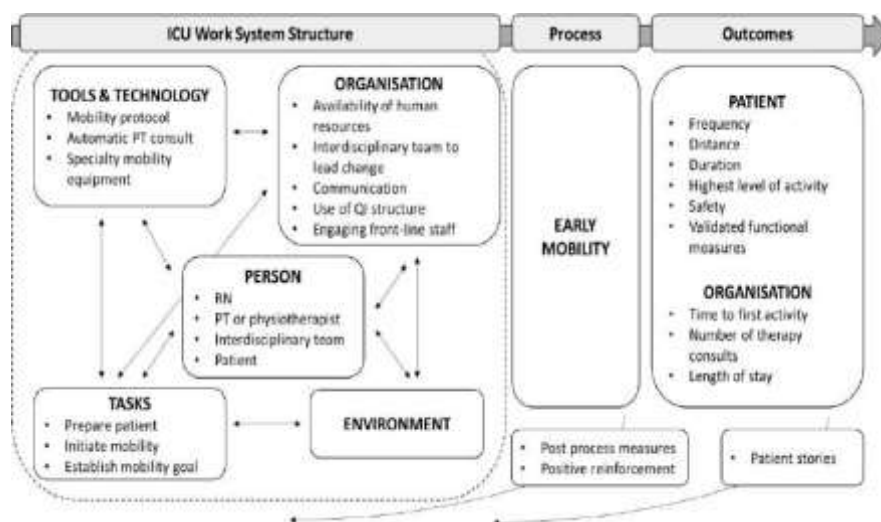 ICU Work System Structure
Process
Outcomes
TOOLS & TECHNOLOGY
• Mobility protocol
• Automatic PT consult
• Specialty mobility
equipment
ORGANISATION
• Availability of human
resources
• Interdisciplinary team to
lead change
• Communication
• Use of QI structure
• Engaging front-line staff
PERSON
• RN
• PT or physiotherapist
• Interdisciplinary team
• Patient
TASKS
• Prepare patient
• Initiate mobility
• Establish mobility goal
ENVIRONMENT
EARLY
MOBILITY
• Post process measures
• Positive reinforcement
PATIENT
• Frequency
• Distance
• Duration
• Highest level of activity
• Safety
• Validated functional
measures
ORGANISATION
• Time to first activity
• Number of therapy
consults
• Length of stay
• Patient stories